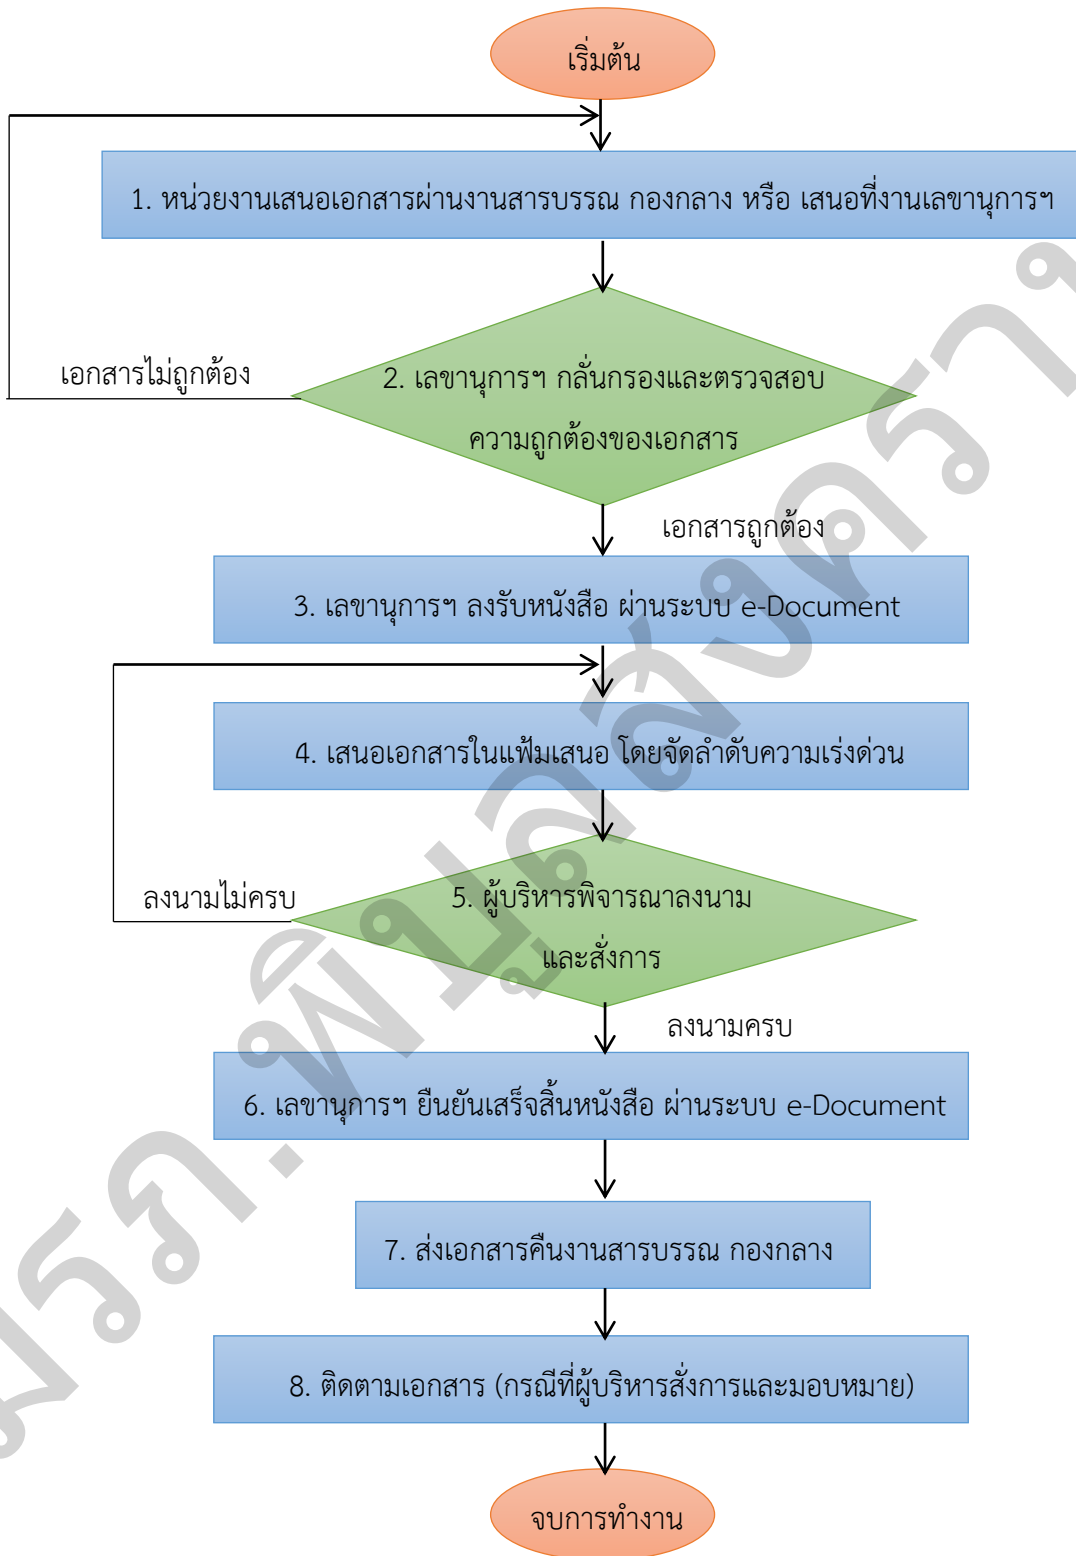 เริ่มต้น
1. หน่วยงานเสนอเอกสารผ่านงานสารบรรณ กองกลาง หรือ เสนอที่งานเลขานุการฯ
เอกสารไม่ถูกต้อง
2. เลขานุการฯ กลั่นกรองและตรวจสอบ
ความถูกต้องของเอกสาร
เอกสารถูกต้อง
3. เลขานุการฯ ลงรับหนังสือ ผ่านระบบ e-Document
4. เสนอเอกสารในแฟ้มเสนอ โดยจัดลำดับความเร่งด่วน
ลงนามไม่ครบ
5. ผู้บริหารพิจารณาลงนาม
และสั่งการ
ลงนามครบ
6. เลขานุการฯ ยืนยันเสร็จสิ้นหนังสือ ผ่านระบบ e-Document
7. ส่งเอกสารคืนงานสารบรรณ กองกลาง
8. ติดตามเอกสาร (กรณีที่ผู้บริหารสั่งการและมอบหมาย)
จบการทำงาน
มรภ.พิบูลสงคราม